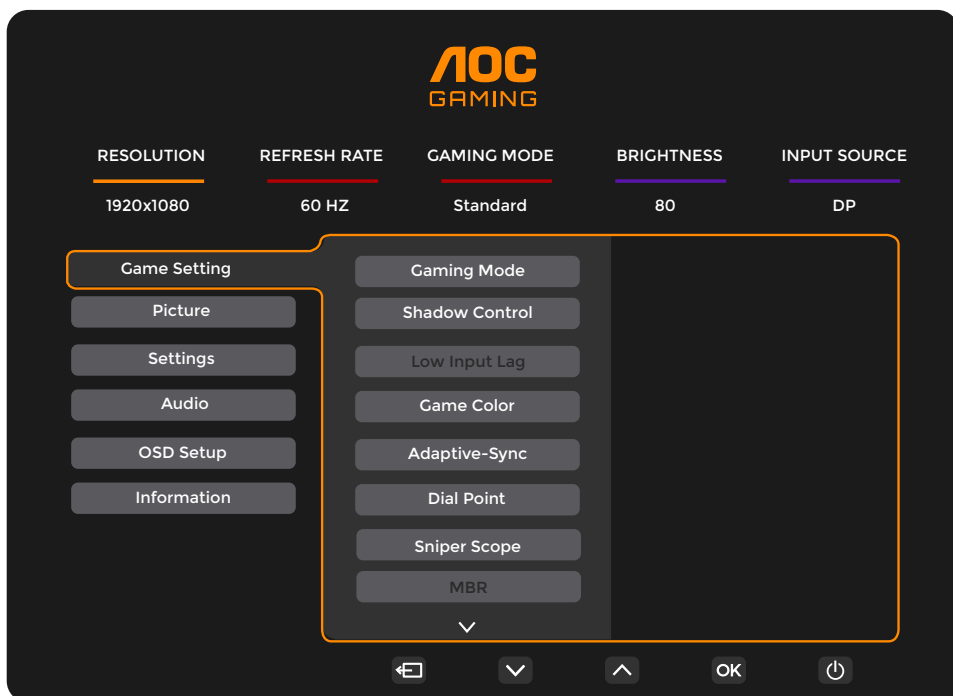 AOC
GAMING
RESOLUTION REFRESH RATE GAMING MODE BRIGHTNESS INPUT SOURCE
1920x1080 60 HZ Standard 80 DP
Game Setting
Picture
Settings
Audio
OSD Setup
Information
Gaming Mode
Shadow Control
Low Input Lag
Game Color
Adaptive-Sync
Dial Point
Sniper Scope
MBR
OK